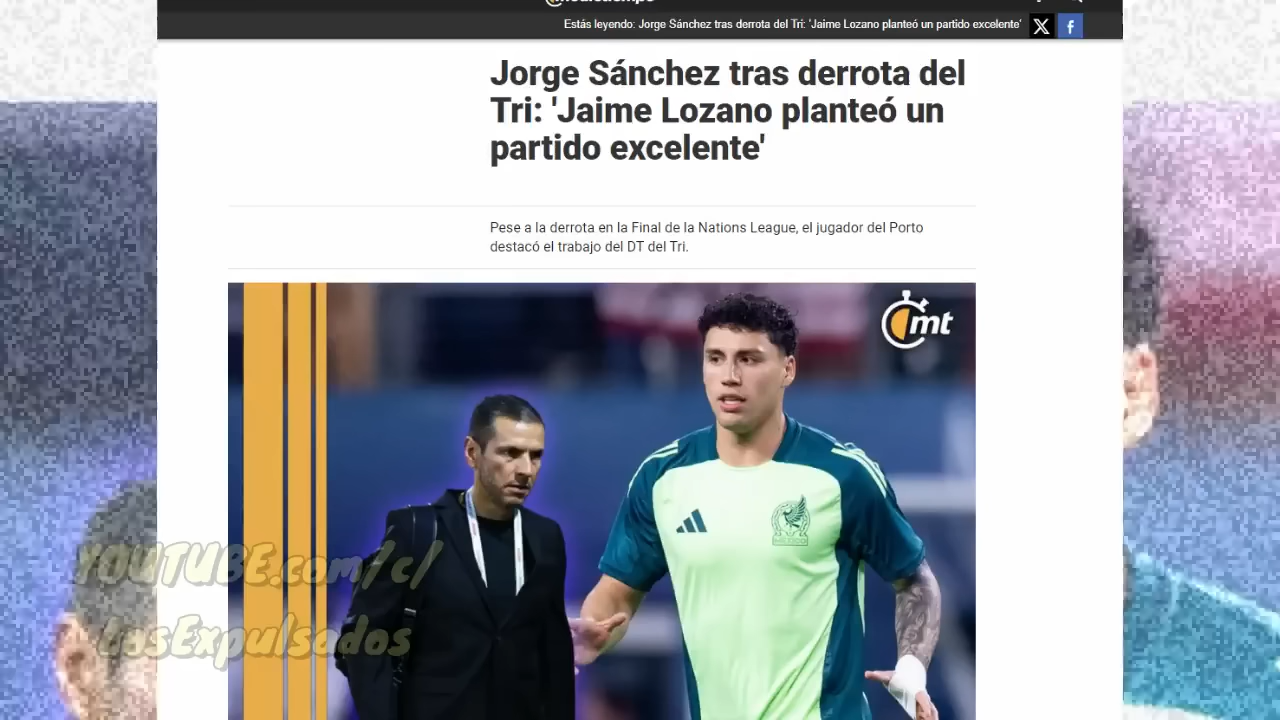 Estás leyendo: Jorge Sánchez tras derrota del Tri: 'Jaime Lozano planteó un partido excelente'
Jorge Sánchez tras derrota del
Tri: 'Jaime Lozano planteó un
partido excelente'
Pese a la derrota en la Final de la Nations League, el jugador del Porto
destacó el trabajo del DT del Tri.
mt
MEXICO
YOUTUBE.com/c/
LosExpulsados